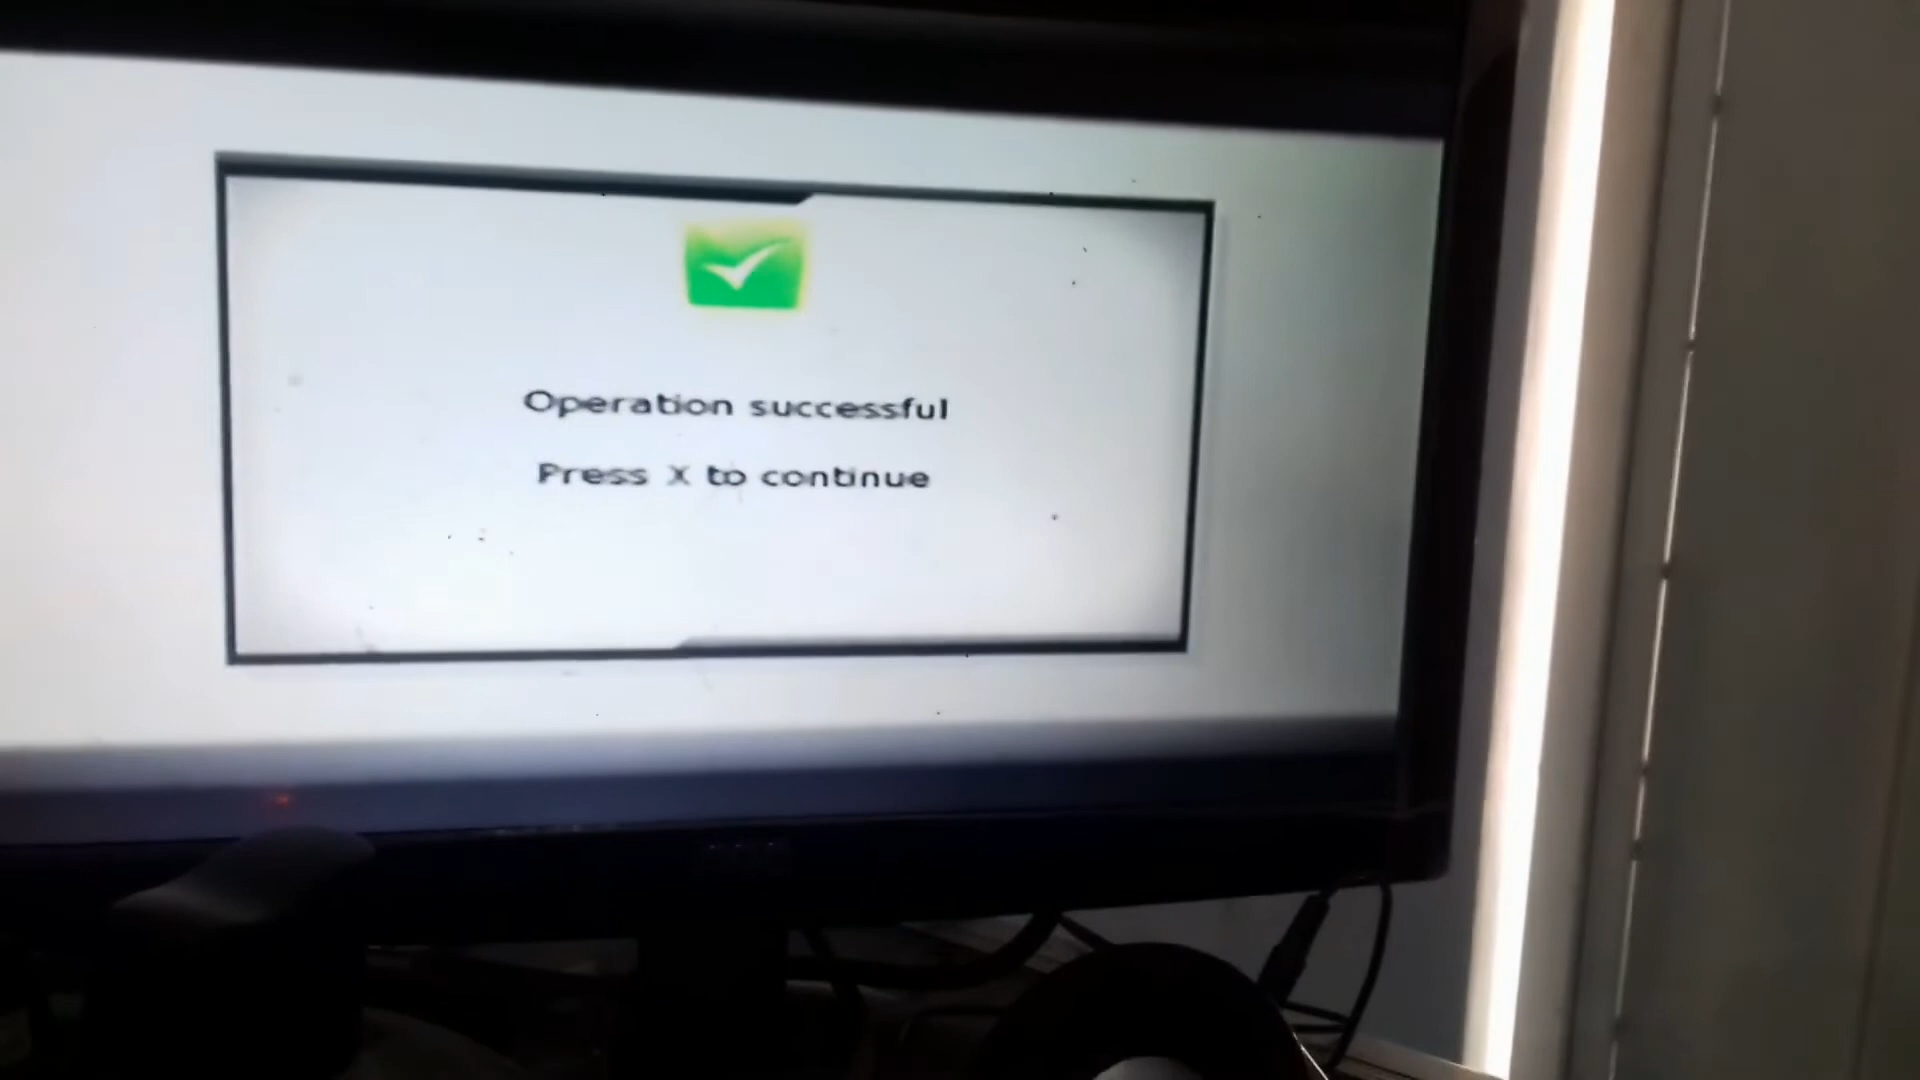 Operation successful
Press X to continue